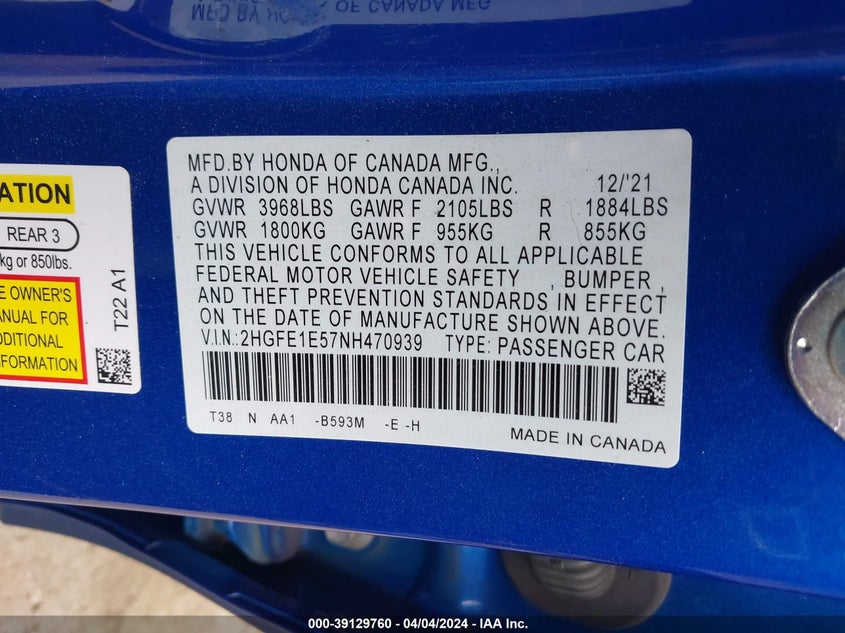 MFD.BY HONDA OF CANADA MFG.,
A DIVISION OF HONDA CANADA INC. 12/'21
GVWR 3968LBS GAWR F 2105LBS R 1884LBS
GVWR 1800KG GAWR F 955KG R 855KG
THIS VEHICLE CONFORMS TO ALL APPLICABLE
FEDERAL MOTOR VEHICLE SAFETY , BUMPER ,
AND THEFT PREVENTION STANDARDS IN EFFECT
ON THE DATE OF MANUFACTURE SHOWN ABOVE.
V.I.N.:2HGFE1E57NH470939 TYPE: PASSENGER CAR
T38 N AA1 -B593M -E -H
MADE IN CANADA
ATION
REAR 3
kg or 850lbs.
E OWNER'S
ANUAL FOR
DDITIONAL
FORMATION
T22 A1
000-39129760 - 04/04/2024 - IAA Inc.